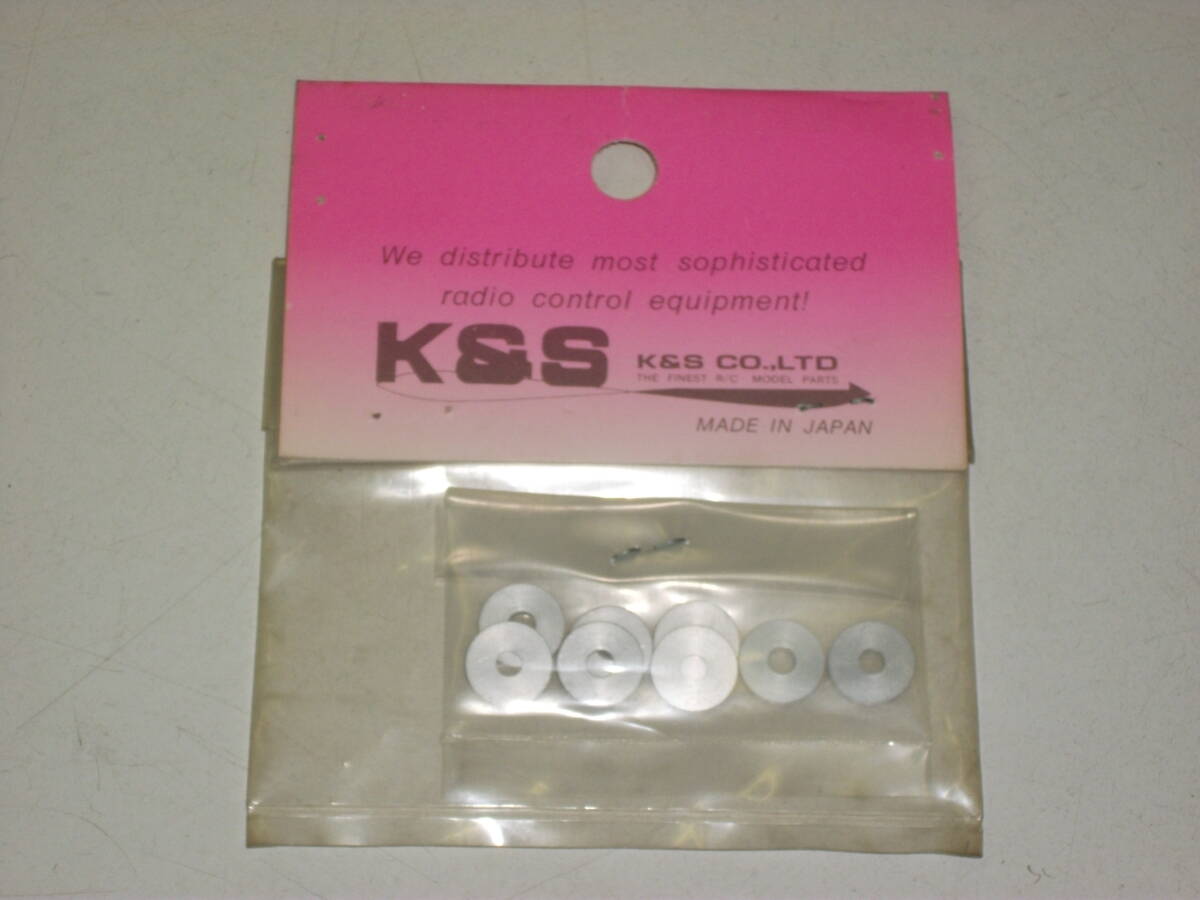 We distribute most sophisticated
radio control equipment!
K&S
K&S CO.,LTD
THE FINEST R/C MODEL PARTS
MADE IN JAPAN